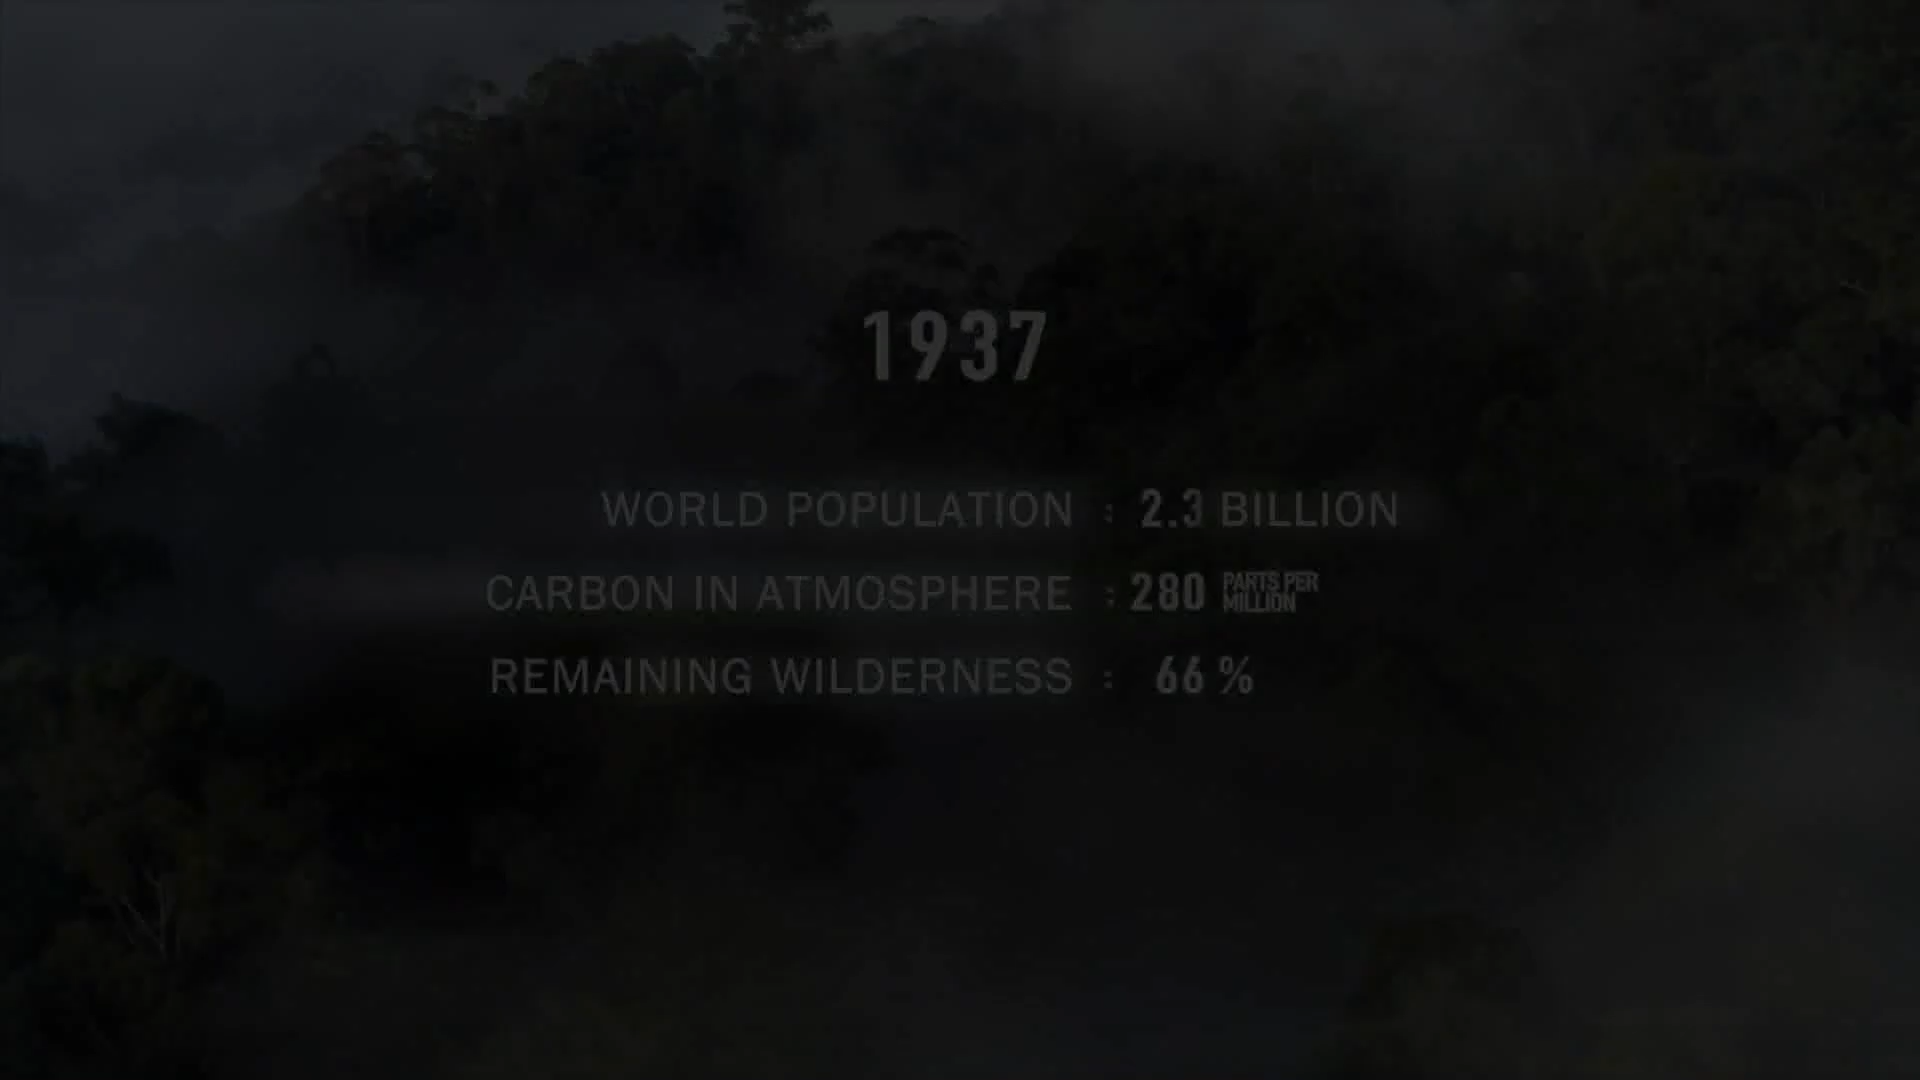 1937
WORLD POPULATION : 2.3 BILLION
CARBON IN ATMOSPHERE : 280 PARTS PER MILLION
REMAINING WILDERNESS : 66 %